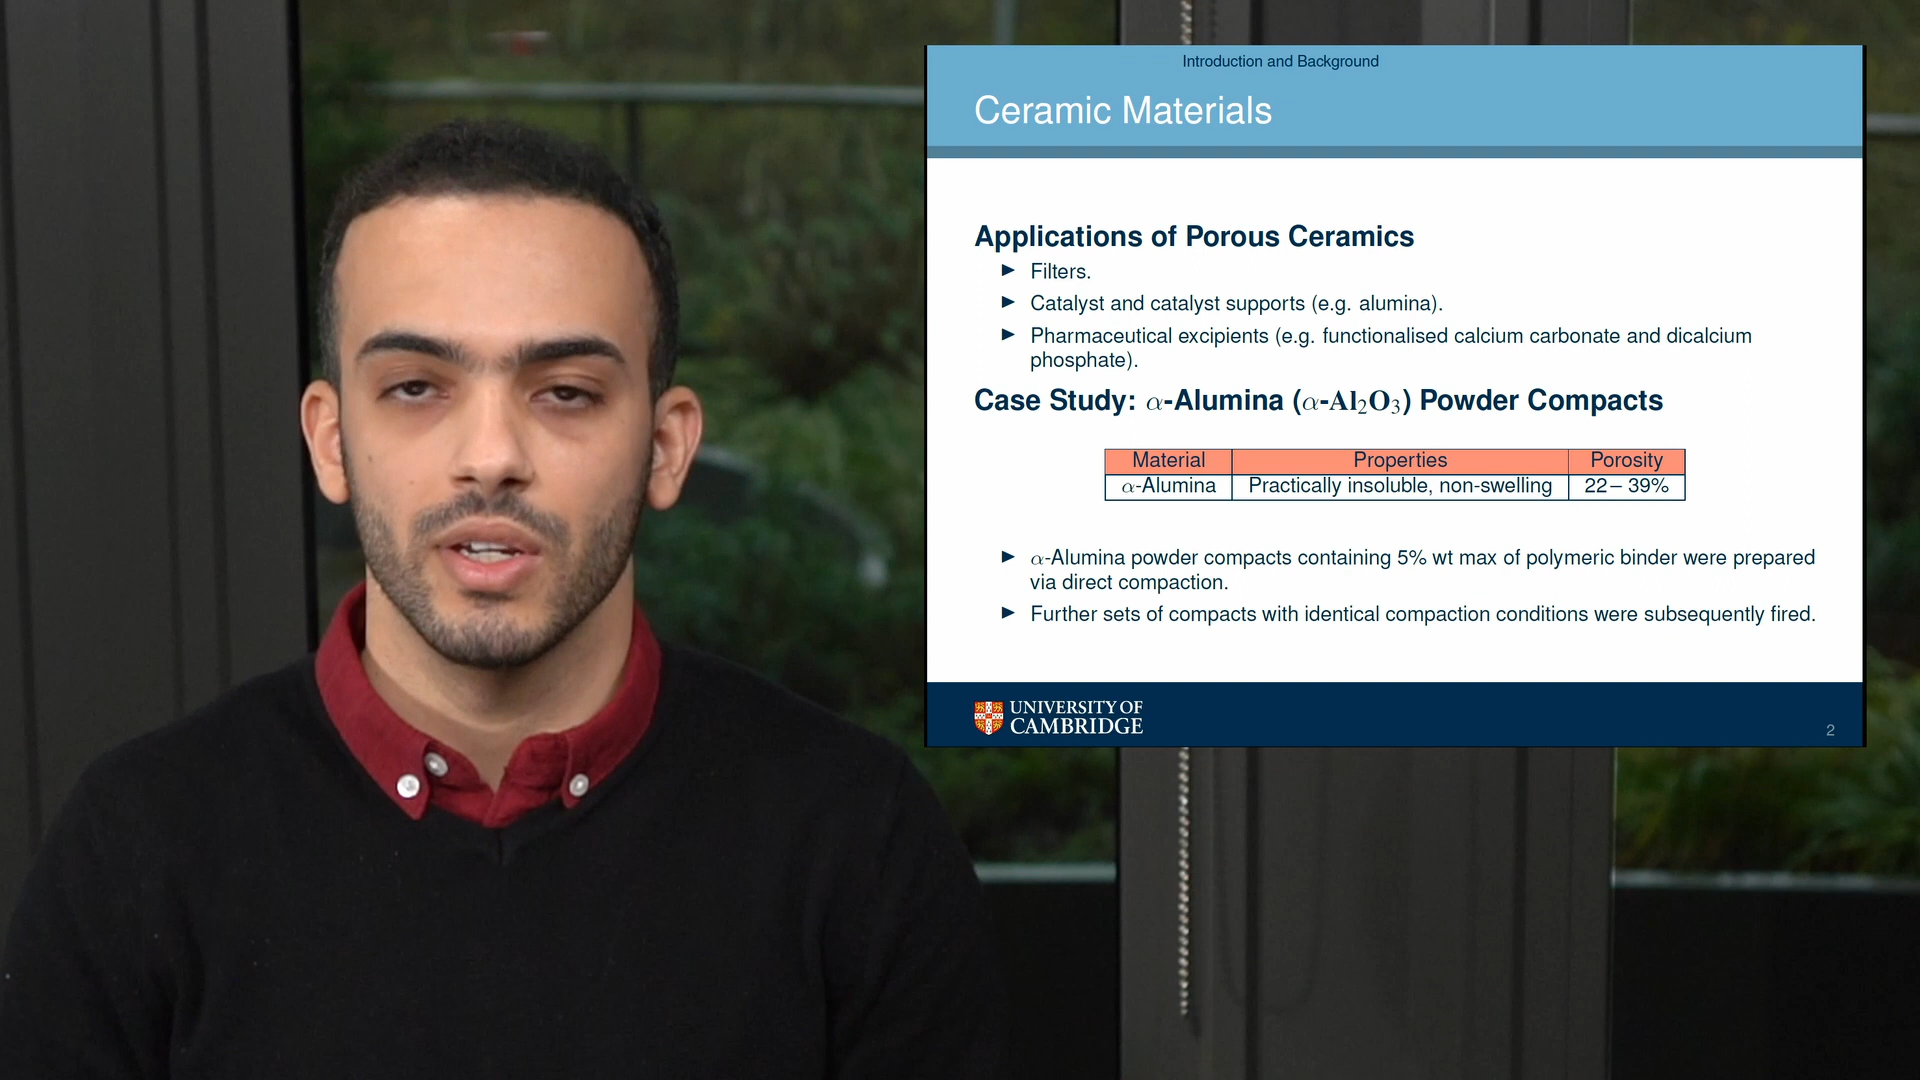 Introduction and Background
Ceramic Materials
Applications of Porous Ceramics
► Filters.
► Catalyst and catalyst supports (e.g. alumina).
► Pharmaceutical excipients (e.g. functionalised calcium carbonate and dicalcium
phosphate).
Case Study: α-Alumina (α-Al₂O₃) Powder Compacts
Material Properties Porosity
α-Alumina Practically insoluble, non-swelling 22– 39%
► α-Alumina powder compacts containing 5% wt max of polymeric binder were prepared
via direct compaction.
► Further sets of compacts with identical compaction conditions were subsequently fired.
UNIVERSITY OF
CAMBRIDGE
2